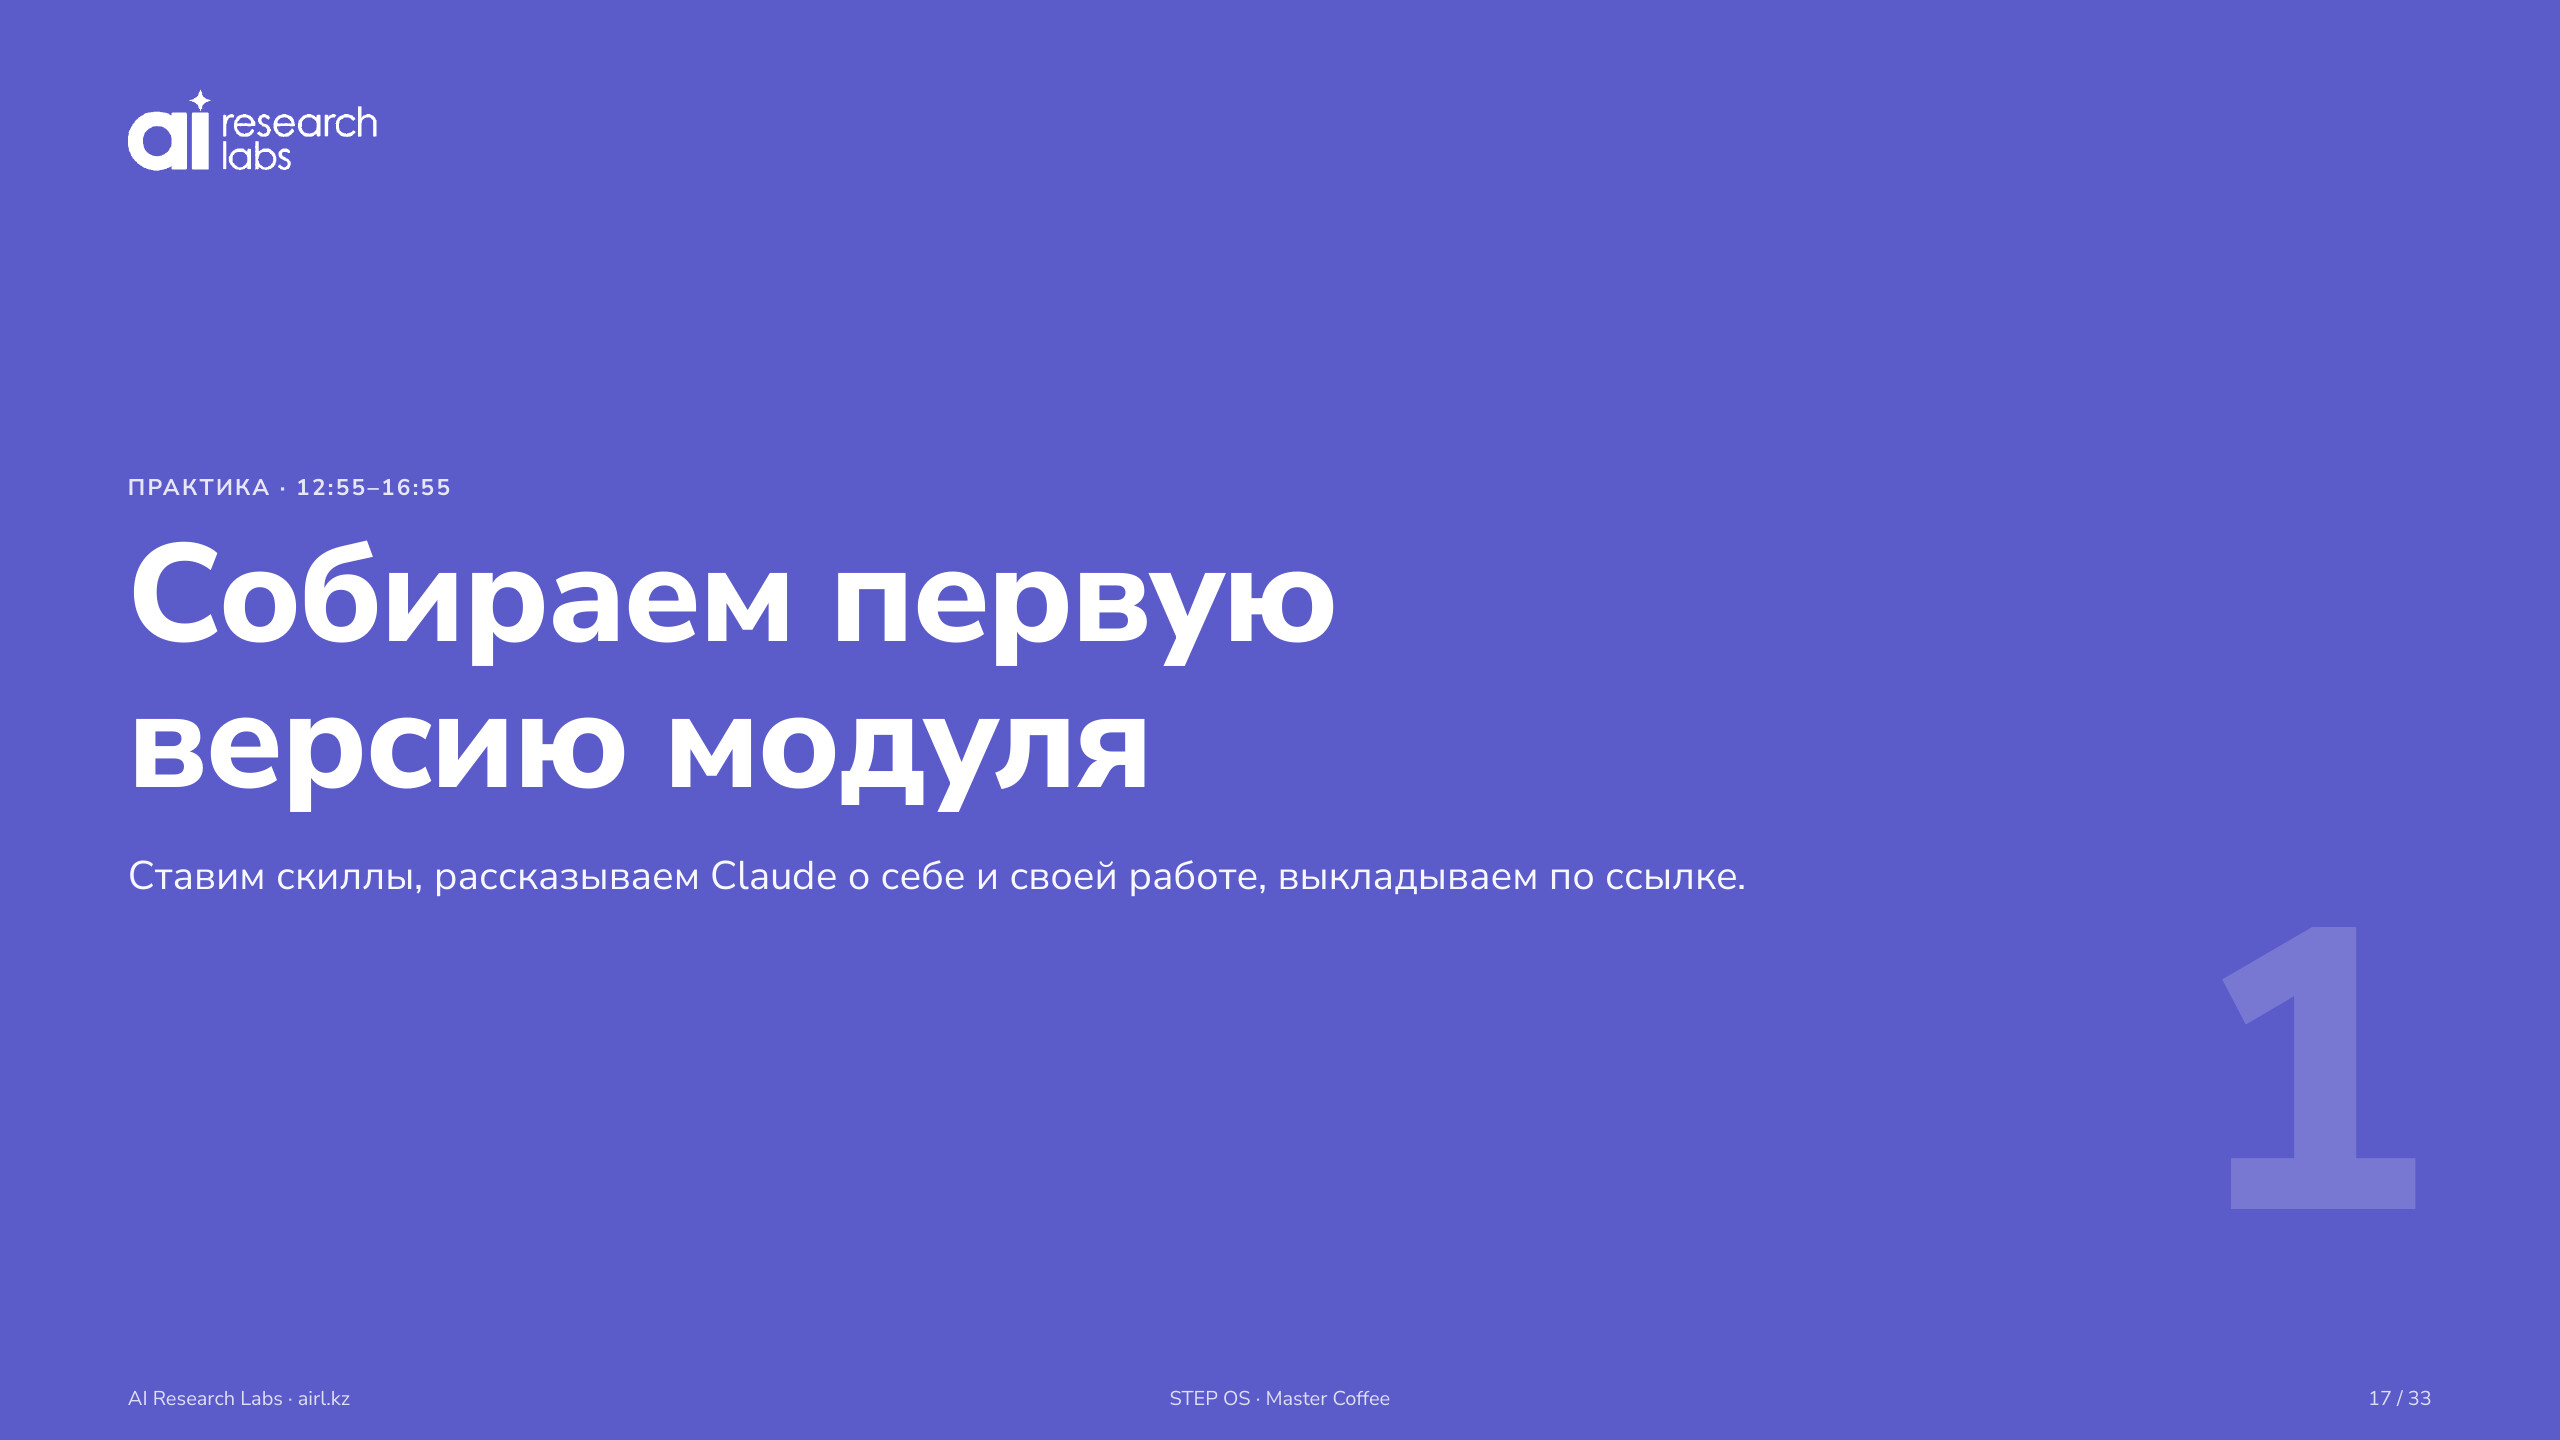 ai research
labs
ПРАКТИКА · 12:55–16:55
Собираем первую
версию модуля
Ставим скиллы, рассказываем Claude о себе и своей работе, выкладываем по ссылке.
1
AI Research Labs · airl.kz
STEP OS · Master Coffee
17 / 33